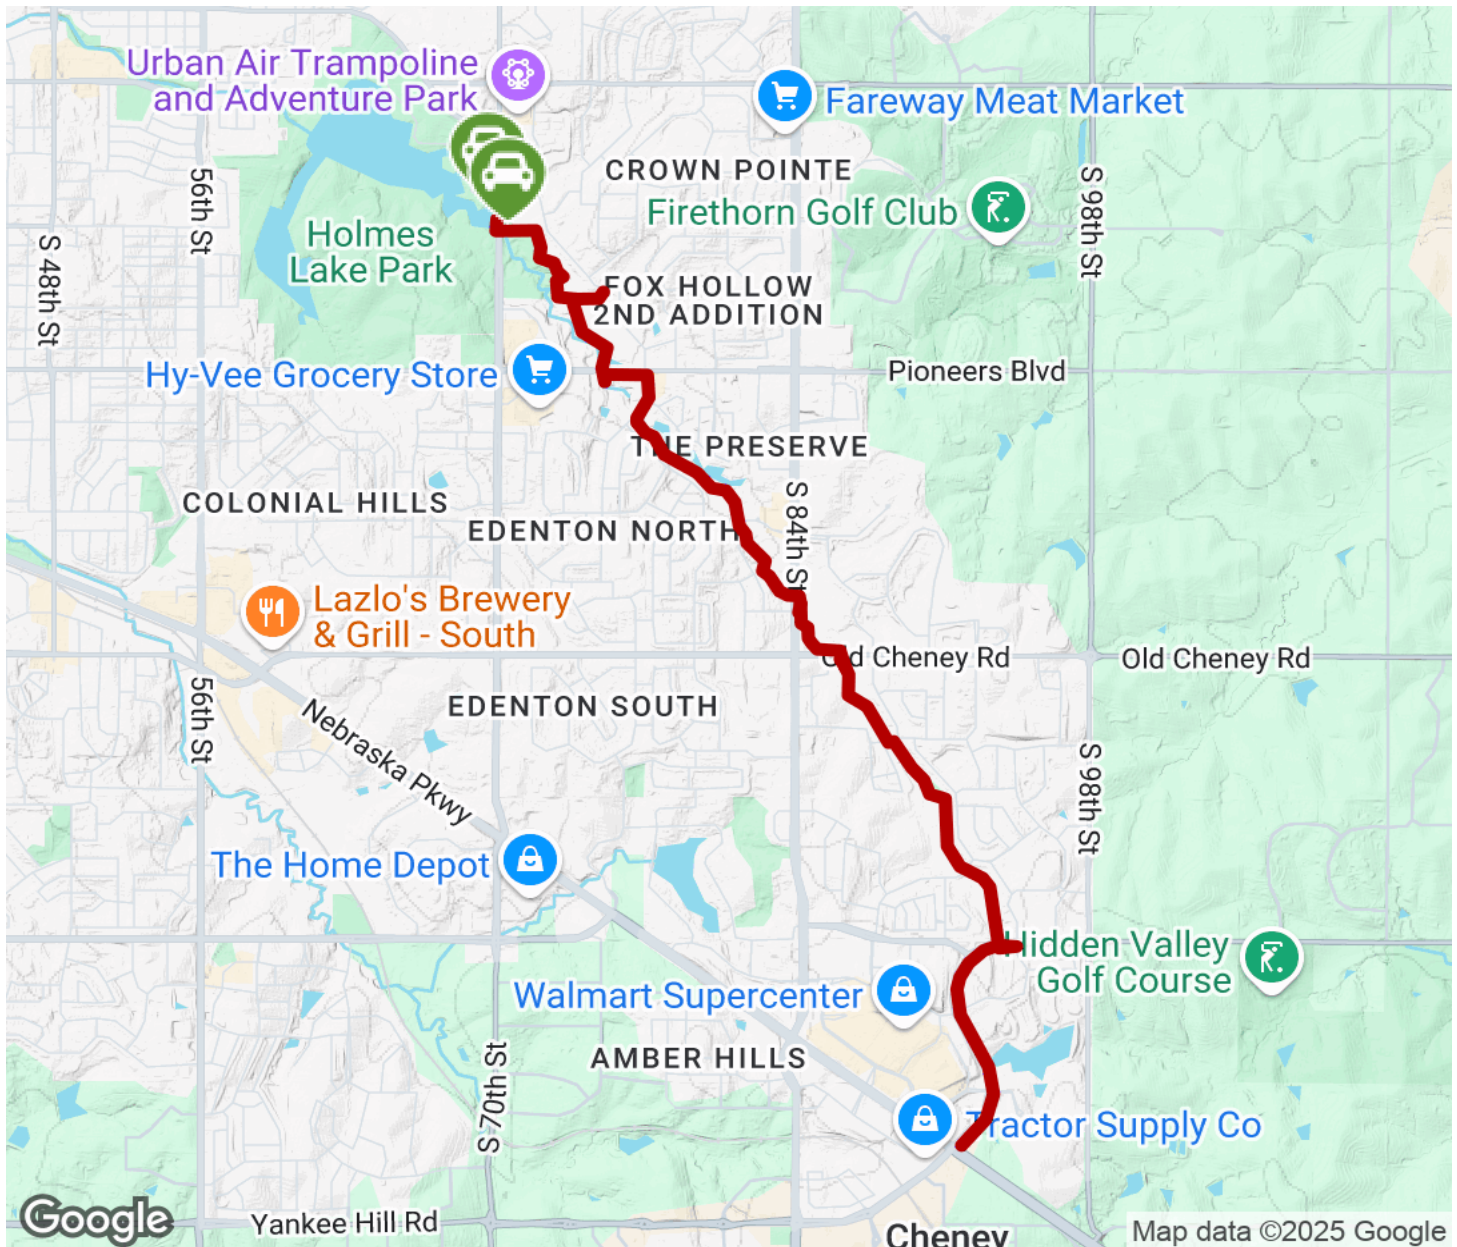 Urban Air Trampoline
and Adventure Park
Fareway Meat Market
CROWN POINTE
Firethorn Golf Club
56th St
S 98th St
S 48th St
Holmes
Lake Park
FOX HOLLOW
2ND ADDITION
Hy-Vee Grocery Store
Pioneers Blvd
THE PRESERVE
COLONIAL HILLS
EDENTON NORTH
S 84th St
Lazlo's Brewery
& Grill - South
Old Cheney Rd
Old Cheney Rd
56th St
EDENTON SOUTH
Nebraska Pkwy
S 98th St
The Home Depot
Hidden Valley
Golf Course
Walmart Supercenter
AMBER HILLS
S 70th St
Tractor Supply Co
Google
Yankee Hill Rd
Cheney
Map data ©2025 Google